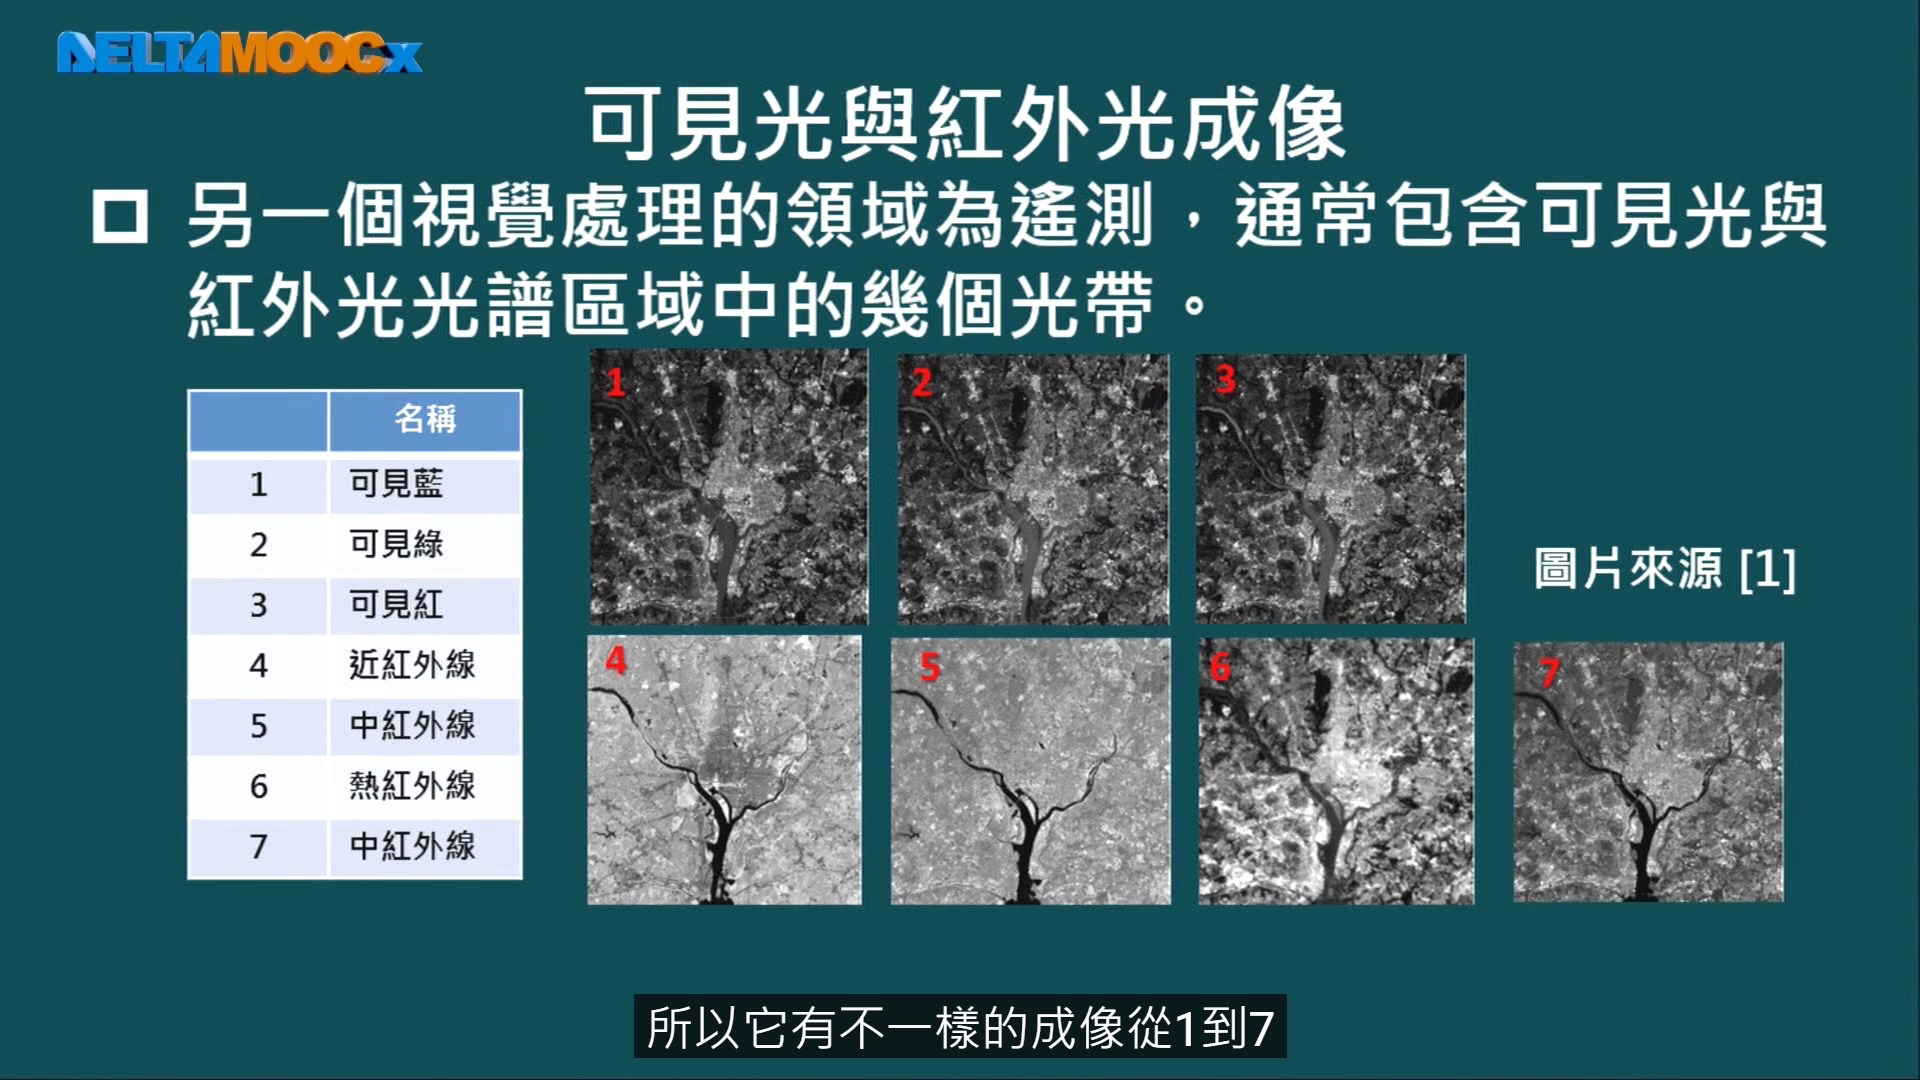 DELTAMOOCx
可見光與紅外光成像
另一個視覺處理的領域為遙測，通常包含可見光與
紅外光光譜區域中的幾個光帶。
名稱
1 可見藍
2 可見綠
3 可見紅
4 近紅外線
5 中紅外線
6 熱紅外線
7 中紅外線
1 2 3
圖片來源 [1]
4 5 6 7
所以它有不一樣的成像從1到7